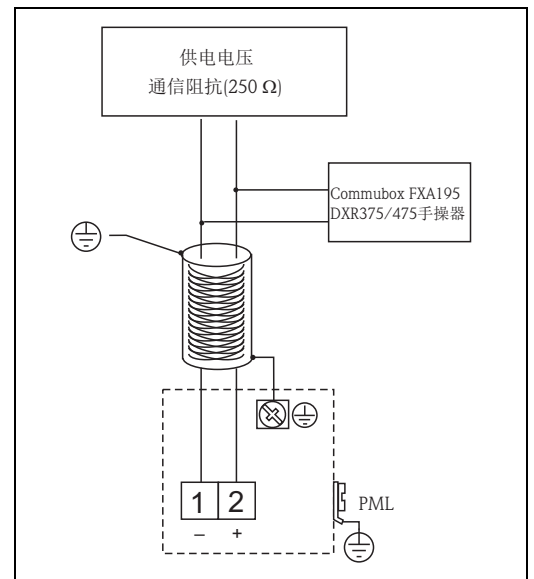 供电电压
通信阻抗(250 Ω)
Commubox FXA195
DXR375/475手操器
1 2
– +
PML